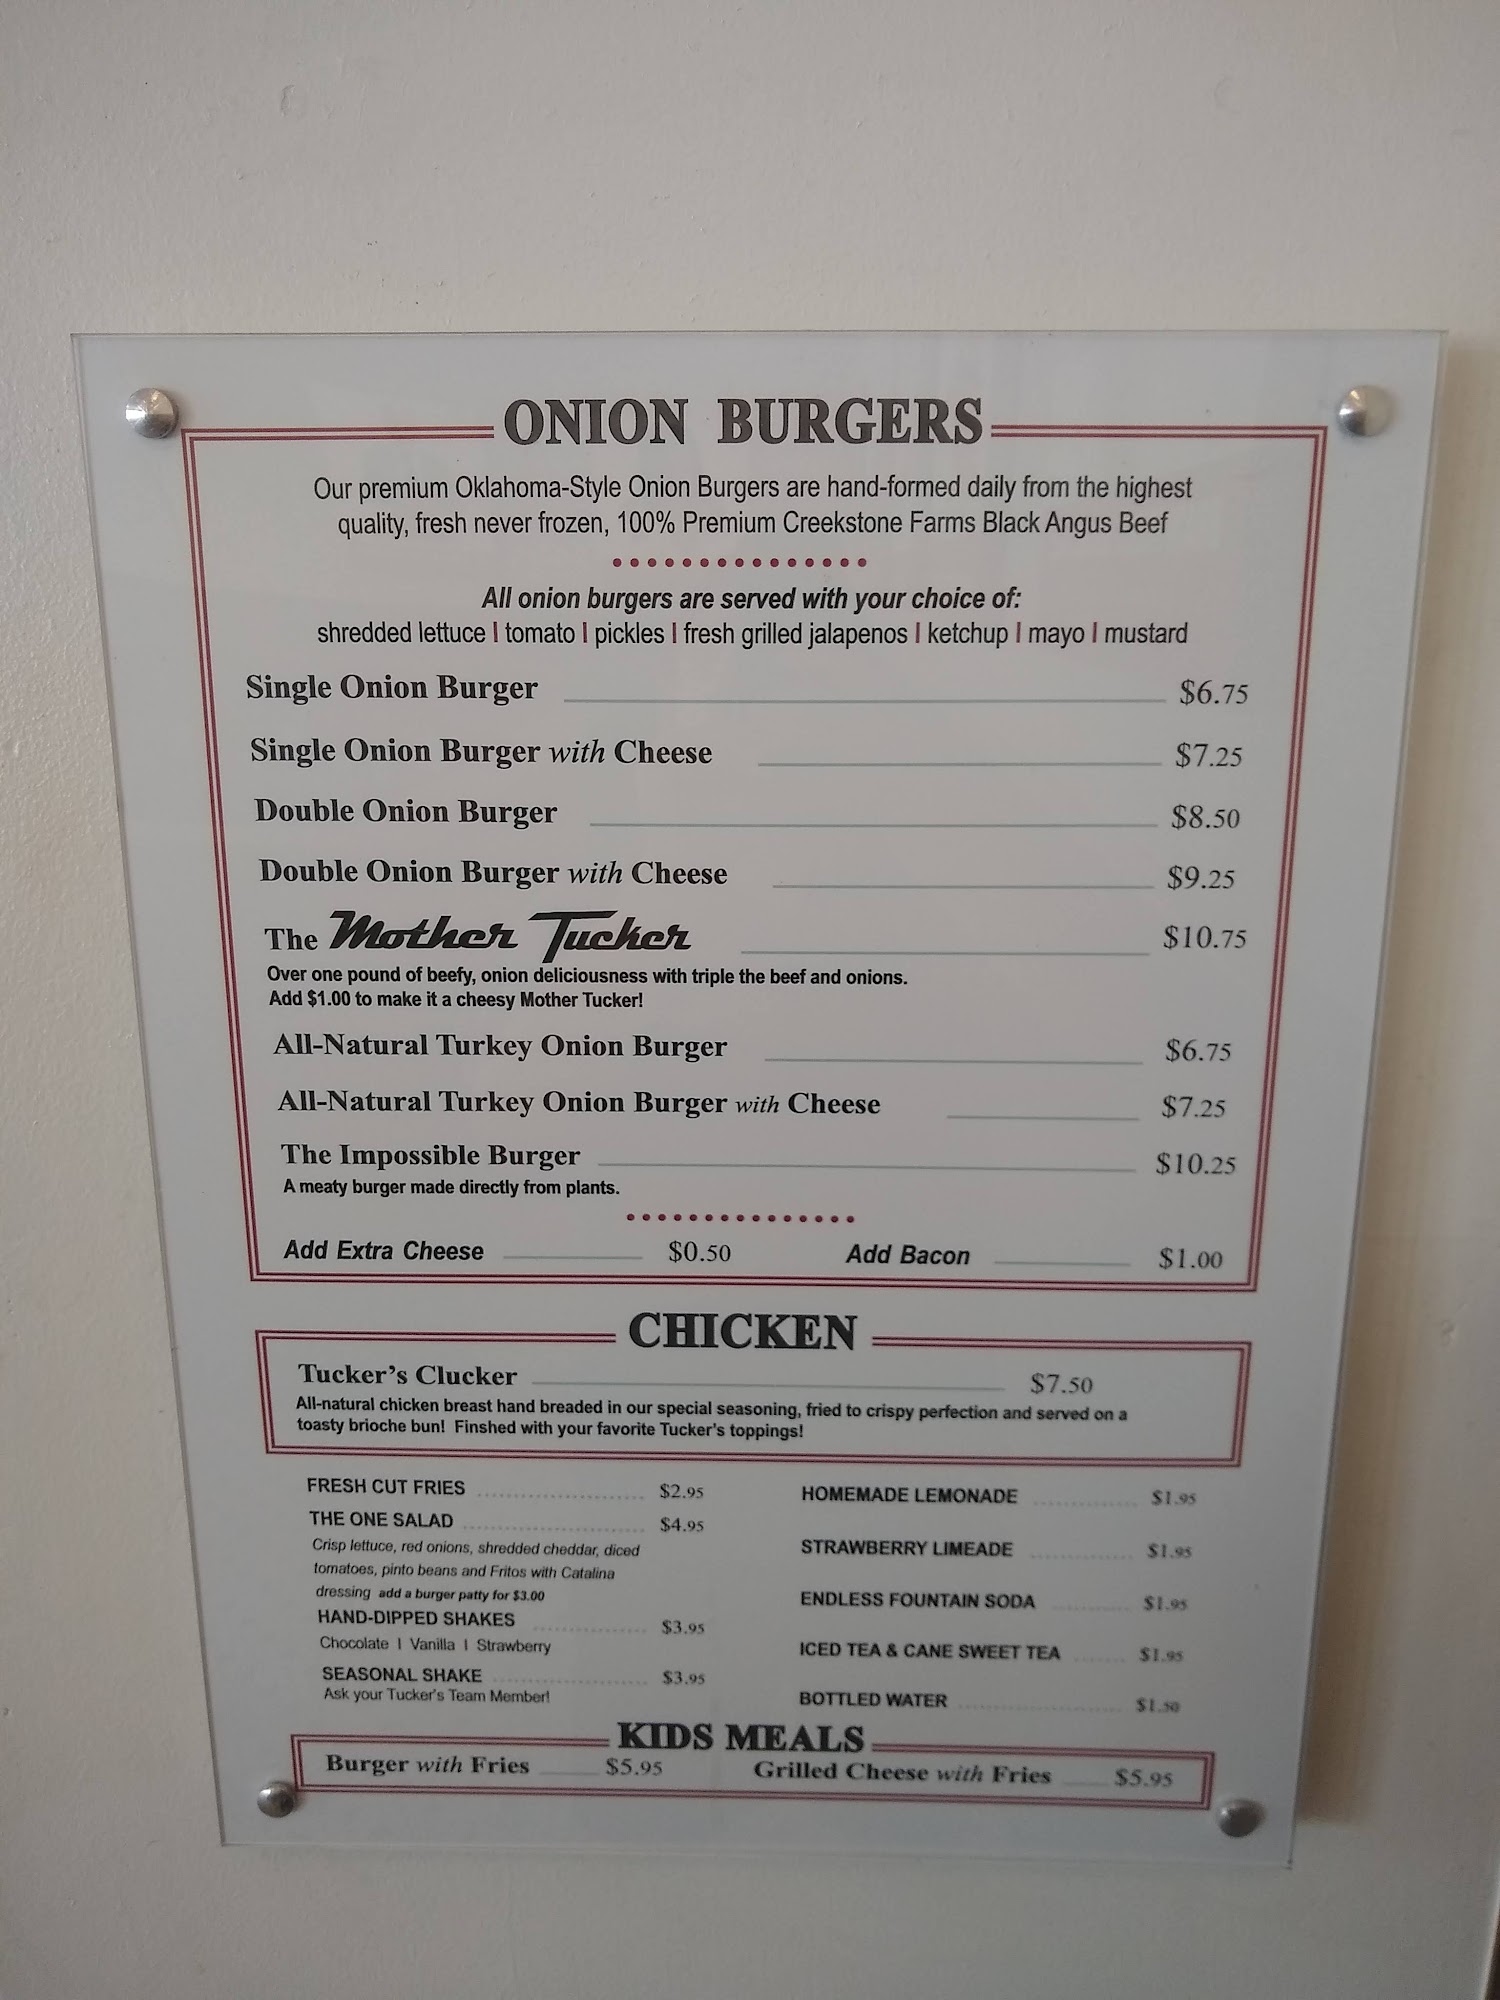 ONION BURGERS
Our premium Oklahoma-Style Onion Burgers are hand-formed daily from the highest
quality, fresh never frozen, 100% Premium Creekstone Farms Black Angus Beef
All onion burgers are served with your choice of:
shredded lettuce | tomato | pickles | fresh grilled jalapenos | ketchup | mayo | mustard
Single Onion Burger $6.75
Single Onion Burger with Cheese $7.25
Double Onion Burger $8.50
Double Onion Burger with Cheese $9.25
The Mother Tucker $10.75
Over one pound of beefy, onion deliciousness with triple the beef and onions.
Add $1.00 to make it a cheesy Mother Tucker!
All-Natural Turkey Onion Burger $6.75
All-Natural Turkey Onion Burger with Cheese $7.25
The Impossible Burger $10.25
A meaty burger made directly from plants.
Add Extra Cheese $0.50 Add Bacon $1.00
CHICKEN
Tucker's Clucker $7.50
All-natural chicken breast hand breaded in our special seasoning, fried to crispy perfection and served on a
toasty brioche bun! Finshed with your favorite Tucker's toppings!
FRESH CUT FRIES $2.95
THE ONE SALAD $4.95
Crisp lettuce, red onions, shredded cheddar, diced
tomatoes, pinto beans and Fritos with Catalina
dressing add a burger patty for $3.00
HAND-DIPPED SHAKES $3.95
Chocolate | Vanilla | Strawberry
SEASONAL SHAKE $3.95
Ask your Tucker's Team Member!
HOMEMADE LEMONADE $1.95
STRAWBERRY LIMEADE $1.95
ENDLESS FOUNTAIN SODA $1.95
ICED TEA & CANE SWEET TEA $1.95
BOTTLED WATER $1.50
KIDS MEALS
Burger with Fries $5.95 Grilled Cheese with Fries $5.95